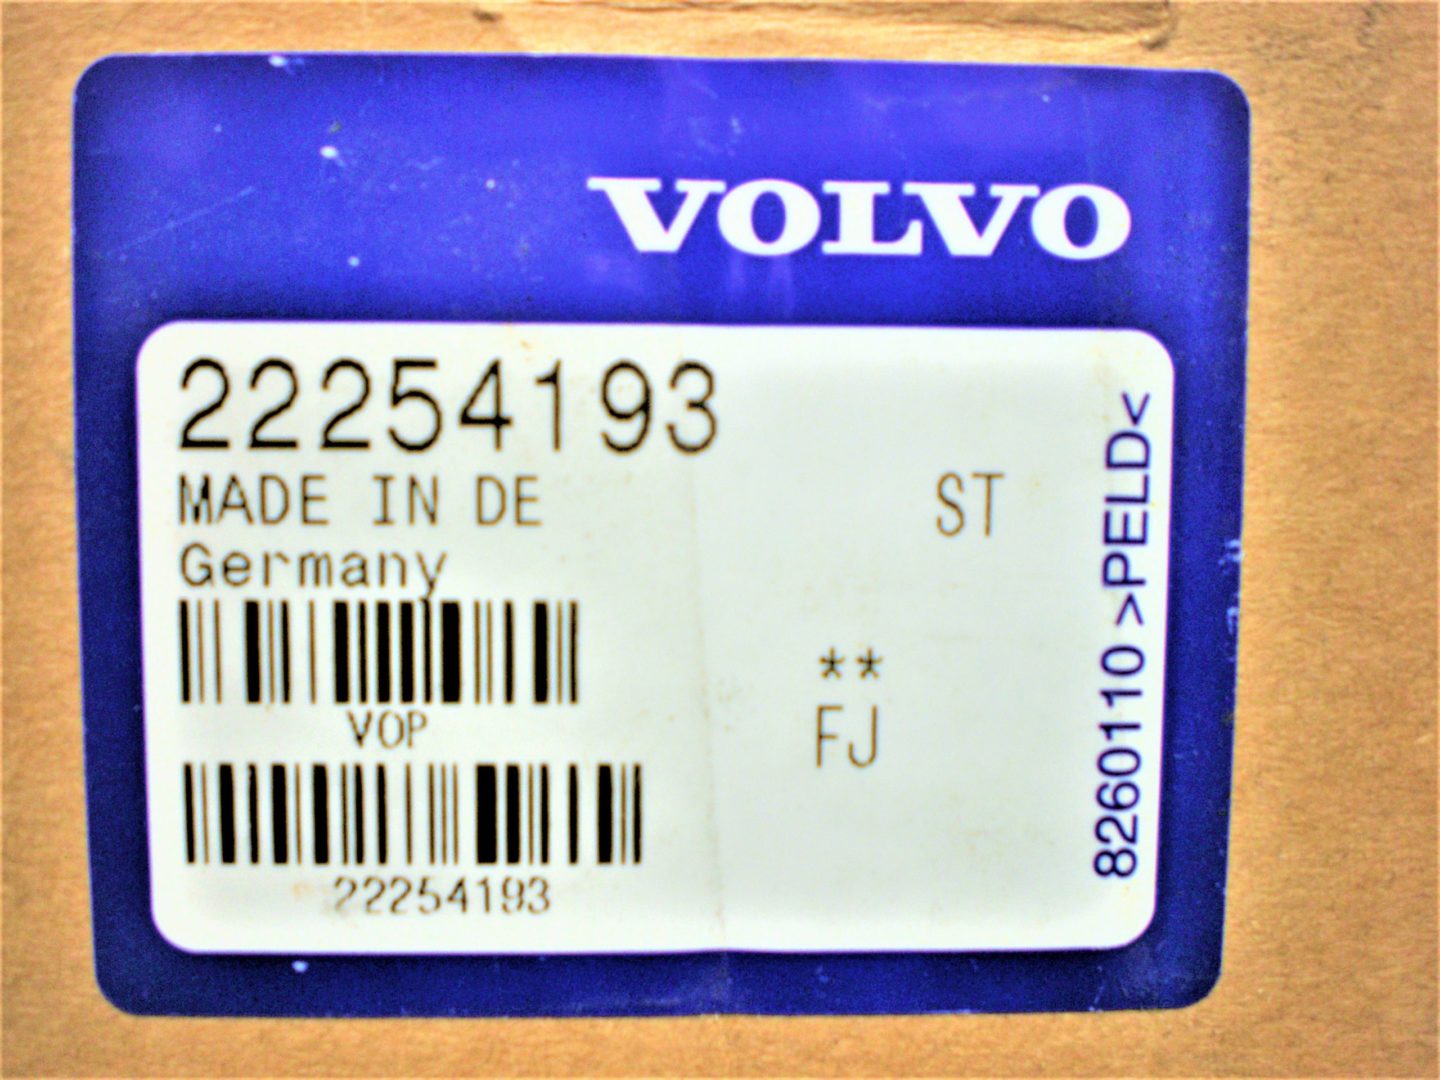 VOLVO
22254193
MADE IN DE
ST
Germany
**
VOP
FJ
22254193
8260110 >PELD<